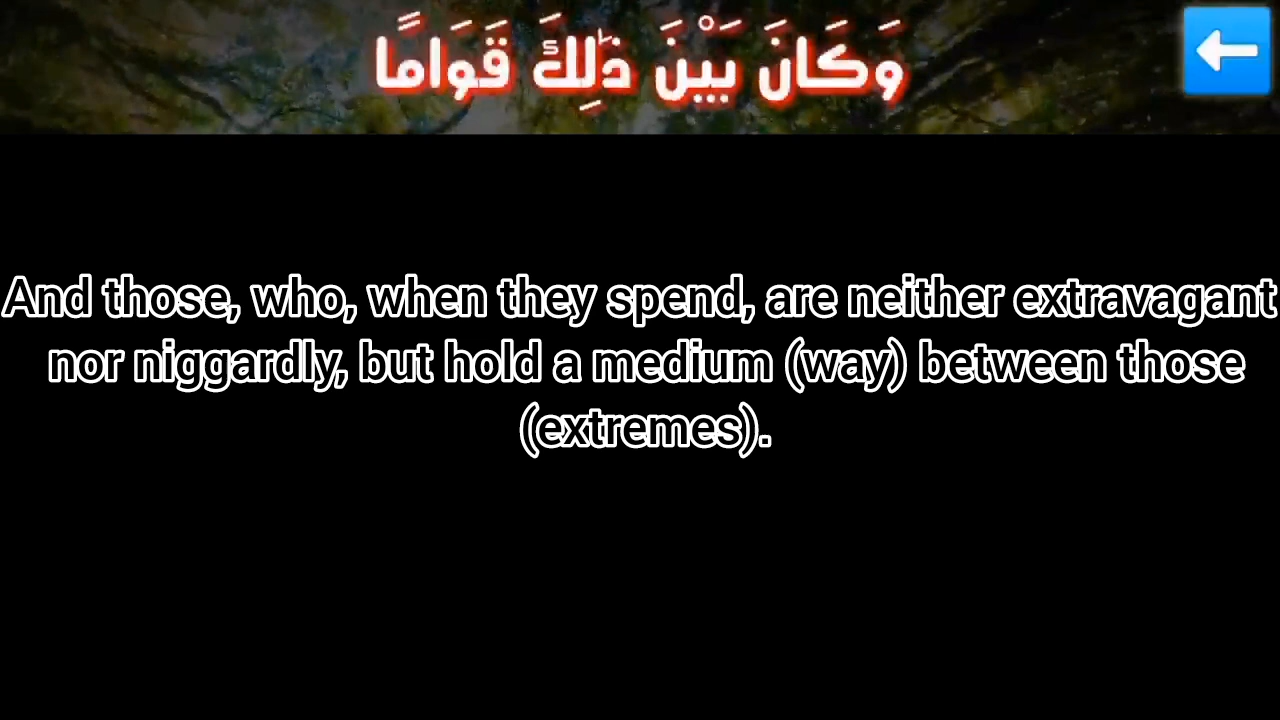 وَكَانَ بَيْنَ ذٰلِكَ قَوَامًا
And those, who, when they spend, are neither extravagant
nor niggardly, but hold a medium (way) between those
(extremes).